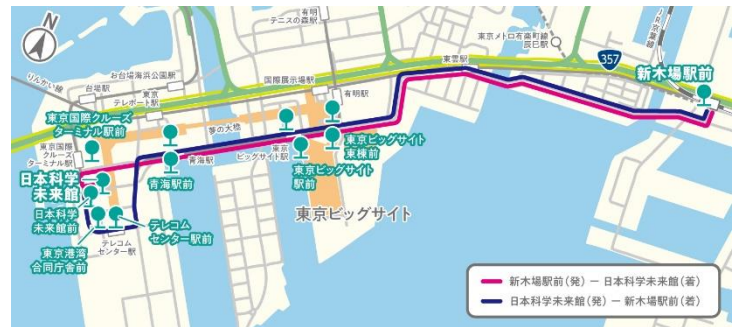 N
りんかい線
台場駅
お台場海浜公園駅
東京
テレポート駅
有明
テニスの森駅
国際展示場駅
有明駅
東雲駅
東京メトロ有楽町線
辰巳駅
JR京葉線
357
新木場駅前
東京国際クルーズ
ターミナル駅前
夢の大橋
東京国際
クルーズ
ターミナル駅
青海駅
青海駅前
東京
ビッグサイト駅
東京ビッグサイト
東棟前
東京ビッグサイト
駅前
東京ビッグサイト
日本科学
未来館
日本科学
未来館前
東京港湾
合同庁舎前
テレコム
センター駅
テレコム
センター駅前
新木場駅前(発) ー 日本科学未来館(着)
日本科学未来館(発) ー 新木場駅前(着)